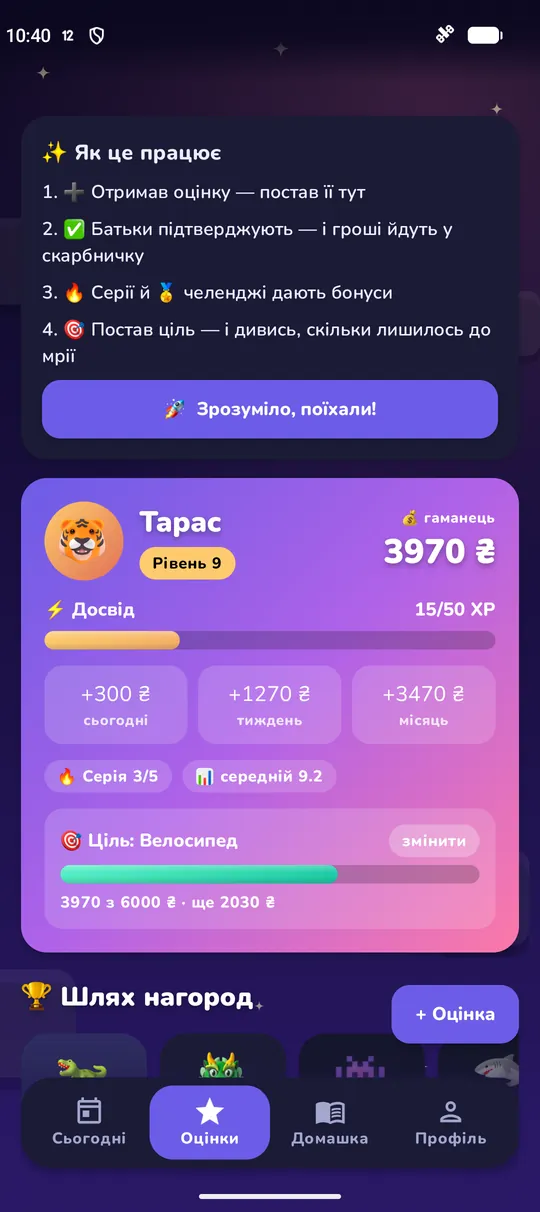 10:40 12
✨ Як це працює
1. ➕ Отримав оцінку — постав її тут
2. ✅ Батьки підтверджують — і гроші йдуть у
скарбничку
3. 🔥 Серії й 🏅 челенджі дають бонуси
4. 🎯 Постав ціль — і дивись, скільки лишилось до
мрії
🚀 Зрозуміло, поїхали!
Тарас
💰 гаманець
Рівень 9
3970 ₴
⚡ Досвід
15/50 XP
+300 ₴
сьогодні
+1270 ₴
тиждень
+3470 ₴
місяць
🔥 Серія 3/5
📊 середній 9.2
🎯 Ціль: Велосипед
змінити
3970 з 6000 ₴ · ще 2030 ₴
🏆 Шлях нагород
+ Оцінка
Сьогодні
Оцінки
Домашка
Профіль